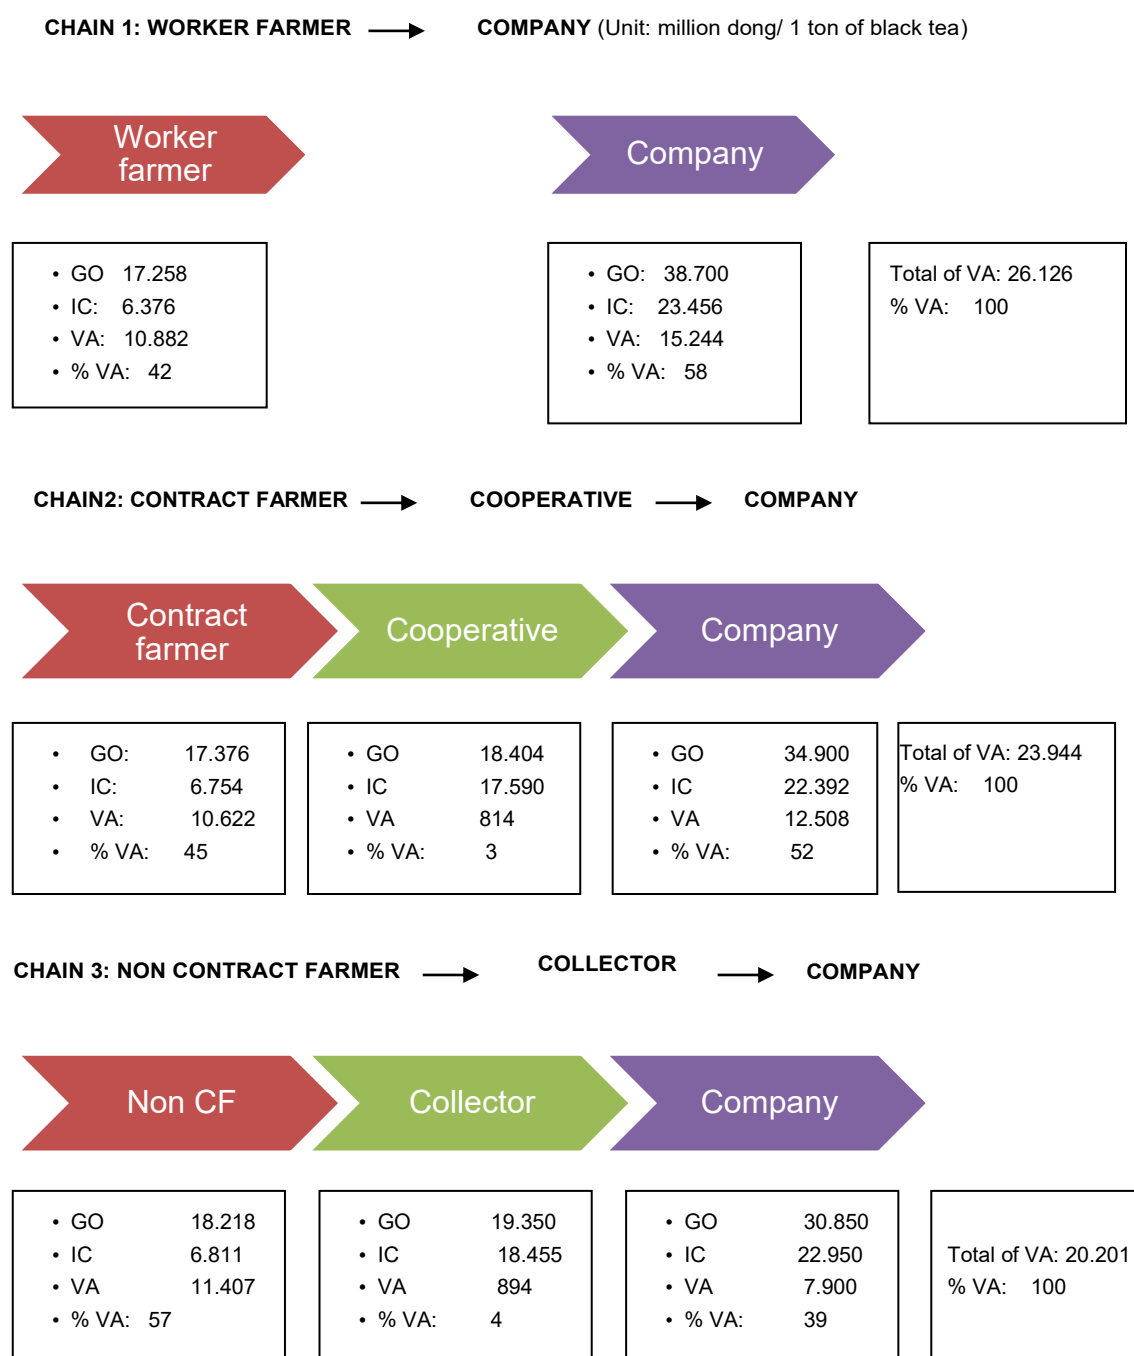 CHAIN 1: WORKER FARMER COMPANY (Unit: million dong/ 1 ton of black tea)
Worker
farmer
Company
• GO 17.258
• IC: 6.376
• VA: 10.882
• % VA: 42
• GO: 38.700
• IC: 23.456
• VA: 15.244
• % VA: 58
Total of VA: 26.126
% VA: 100
CHAIN2: CONTRACT FARMER COOPERATIVE COMPANY
Contract
farmer
Cooperative
Company
• GO: 17.376
• IC: 6.754
• VA: 10.622
• % VA: 45
• GO 18.404
• IC 17.590
• VA 814
• % VA: 3
• GO 34.900
• IC 22.392
• VA 12.508
• % VA: 52
Total of VA: 23.944
% VA: 100
CHAIN 3: NON CONTRACT FARMER COLLECTOR COMPANY
Non CF
Collector
Company
• GO 18.218
• IC 6.811
• VA 11.407
• % VA: 57
• GO 19.350
• IC 18.455
• VA 894
• % VA: 4
• GO 30.850
• IC 22.950
• VA 7.900
• % VA: 39
Total of VA: 20.201
% VA: 100